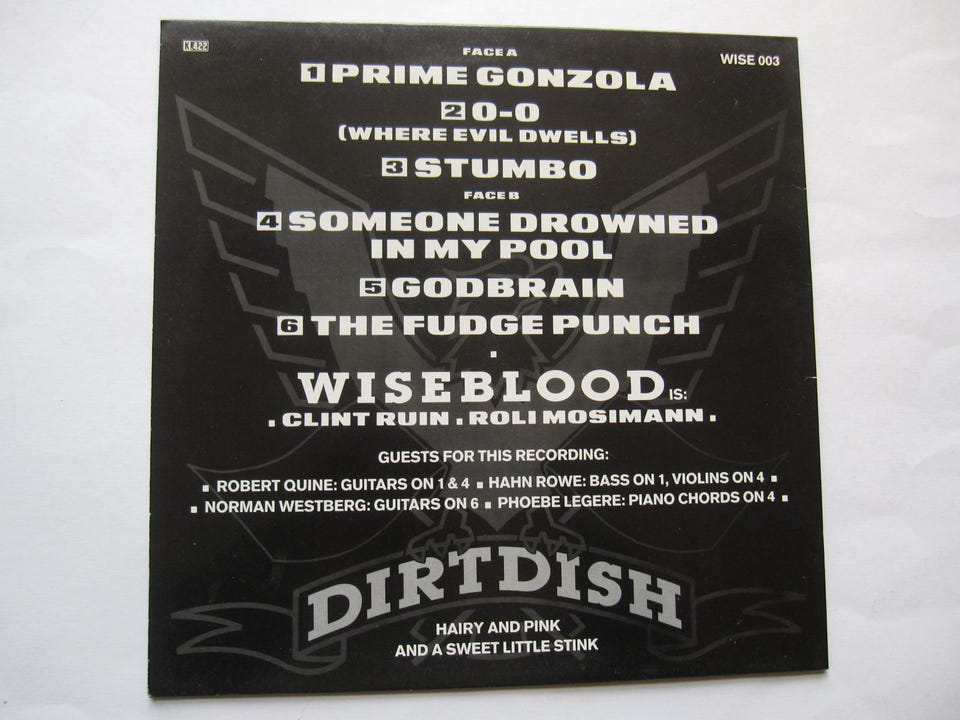 K.422
WISE 003
FACE A
1 PRIME GONZOLA
2 O-O
(WHERE EVIL DWELLS)
3 STUMBO
FACE B
4 SOMEONE DROWNED
IN MY POOL
5 GODBRAIN
6 THE FUDGE PUNCH
WISEBLOOD IS:
. CLINT RUIN . ROLI MOSIMANN .
GUESTS FOR THIS RECORDING:
▪ ROBERT QUINE: GUITARS ON 1 & 4 ▪ HAHN ROWE: BASS ON 1, VIOLINS ON 4 ▪
▪ NORMAN WESTBERG: GUITARS ON 6 ▪ PHOEBE LEGERE: PIANO CHORDS ON 4 ▪
DIRTDISH
HAIRY AND PINK
AND A SWEET LITTLE STINK